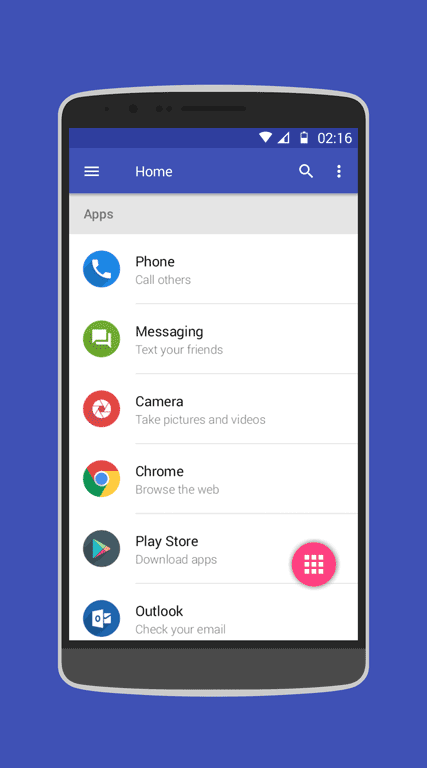 02:16
Home
Apps
Phone
Call others
Messaging
Text your friends
Camera
Take pictures and videos
Chrome
Browse the web
Play Store
Download apps
Outlook
Check your email